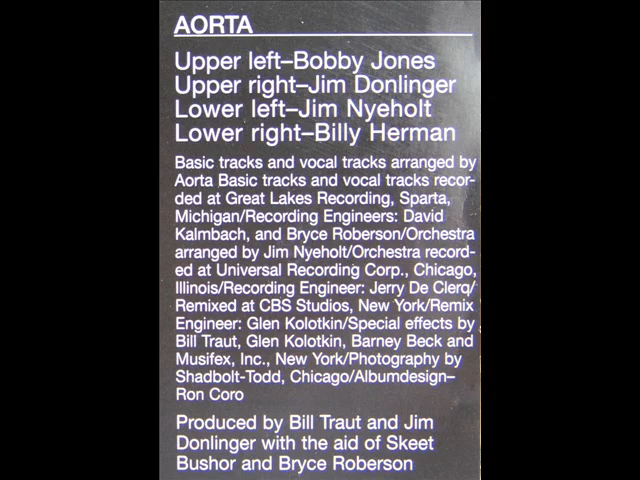 AORTA
Upper left–Bobby Jones
Upper right–Jim Donlinger
Lower left–Jim Nyeholt
Lower right–Billy Herman
Basic tracks and vocal tracks arranged by
Aorta Basic tracks and vocal tracks recor-
ded at Great Lakes Recording, Sparta,
Michigan/Recording Engineers: David
Kalmbach, and Bryce Roberson/Orchestra
arranged by Jim Nyeholt/Orchestra record-
ed at Universal Recording Corp., Chicago,
Illinois/Recording Engineer: Jerry De Clerq/
Remixed at CBS Studios, New York/Remix
Engineer: Glen Kolotkin/Special effects by
Bill Traut, Glen Kolotkin, Barney Beck and
Musifex, Inc., New York/Photography by
Shadbolt-Todd, Chicago/Albumdesign–
Ron Coro
Produced by Bill Traut and Jim
Donlinger with the aid of Skeet
Bushor and Bryce Roberson